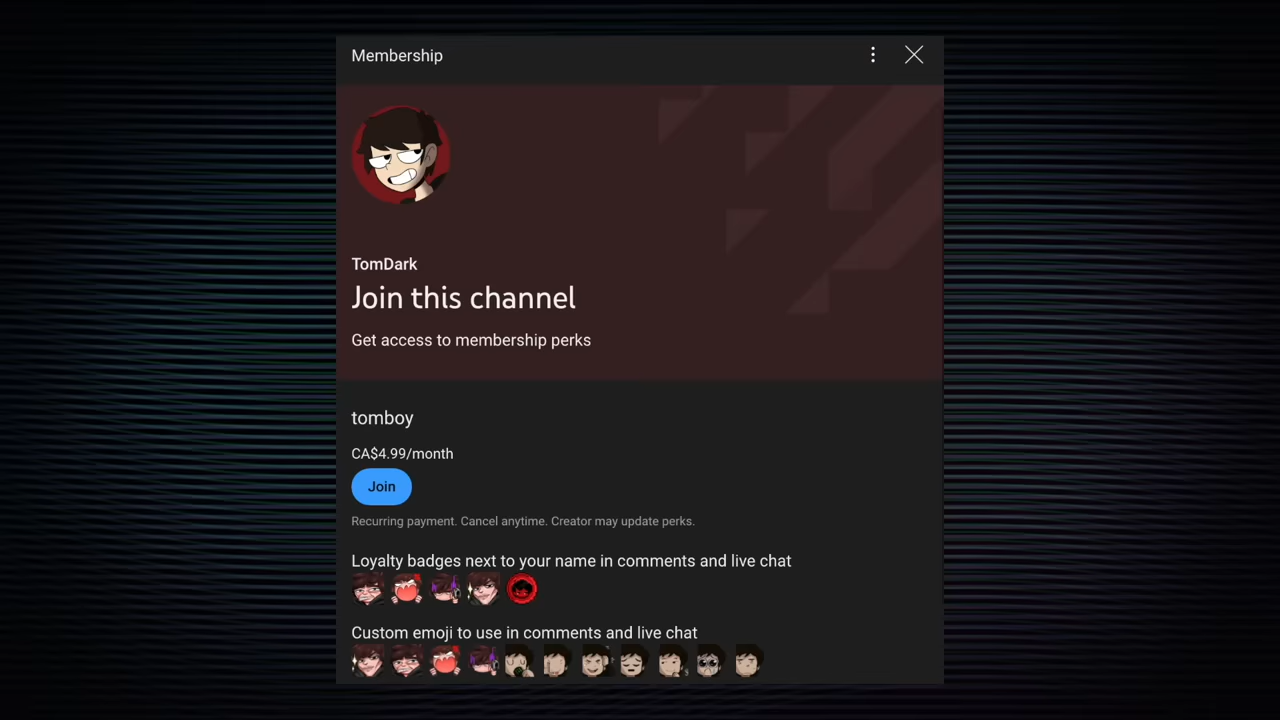 Membership
TomDark
Join this channel
Get access to membership perks
tomboy
CA$4.99/month
Join
Recurring payment. Cancel anytime. Creator may update perks.
Loyalty badges next to your name in comments and live chat
Custom emoji to use in comments and live chat